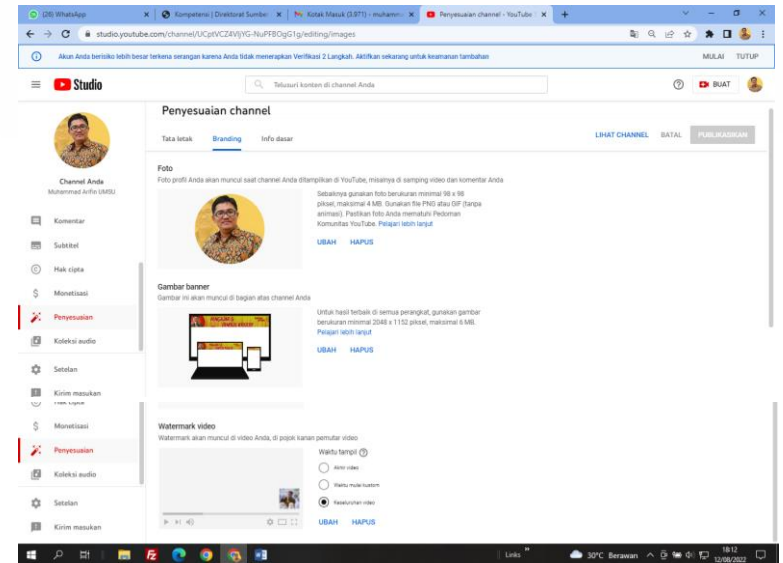 (26) WhatsApp
Kompetensi | Direktorat Sumber
Kotak Masuk (3.971) - muhamma
Penyesuaian channel - YouTube
studio.youtube.com/channel/UCptVCZ4VljYG-NuPFBOgG1g/editing/images
Akun Anda berisiko lebih besar terkena serangan karena Anda tidak menerapkan Verifikasi 2 Langkah. Aktifkan sekarang untuk keamanan tambahan
MULAI TUTUP
Studio
Telusuri konten di channel Anda
BUAT
Penyesuaian channel
Tata letak Branding Info dasar
LIHAT CHANNEL BATAL PUBLIKASIKAN
Channel Anda
Muhammad Arifin UMSU
Komentar
Subtitel
Hak cipta
Monetisasi
Penyesuaian
Koleksi audio
Setelan
Kirim masukan
Foto
Foto profil Anda akan muncul saat channel Anda ditampilkan di YouTube, misalnya di samping video dan komentar Anda
Sebaiknya gunakan foto berukuran minimal 98 x 98
piksel, maksimal 4 MB. Gunakan file PNG atau GIF (tanpa
animasi). Pastikan foto Anda mematuhi Pedoman
Komunitas YouTube. Pelajari lebih lanjut
UBAH HAPUS
Gambar banner
Gambar ini akan muncul di bagian atas channel Anda
Untuk hasil terbaik di semua perangkat, gunakan gambar
berukuran minimal 2048 x 1152 piksel, maksimal 6 MB.
Pelajari lebih lanjut
UBAH HAPUS
Hak cipta
Monetisasi
Penyesuaian
Koleksi audio
Setelan
Kirim masukan
Watermark video
Watermark akan muncul di video Anda, di pojok kanan pemutar video
Waktu tampil
Akhir video
Waktu mulai kustom
Keseluruhan video
UBAH HAPUS
Links
30°C Berawan
18:12
12/08/2022